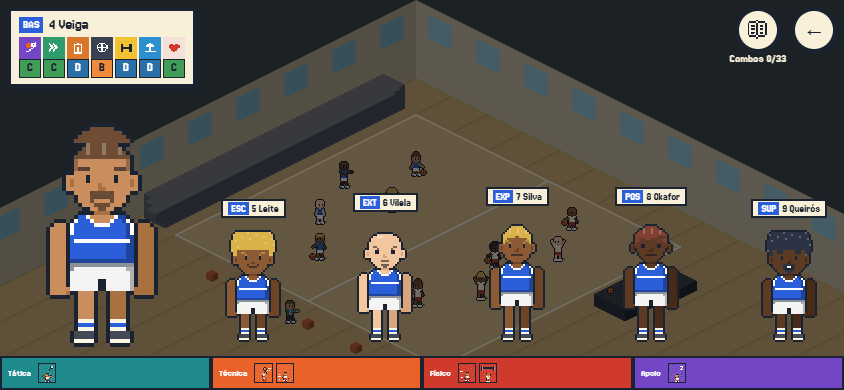 BAS 4 Veiga
C C D B D D C
Combos 0/33
ESC 5 Leite
EXT 6 Vilela
EXP 7 Silva
POS 8 Okafor
SUP 9 Queirós
Tática
Técnica
Físico
Apoio